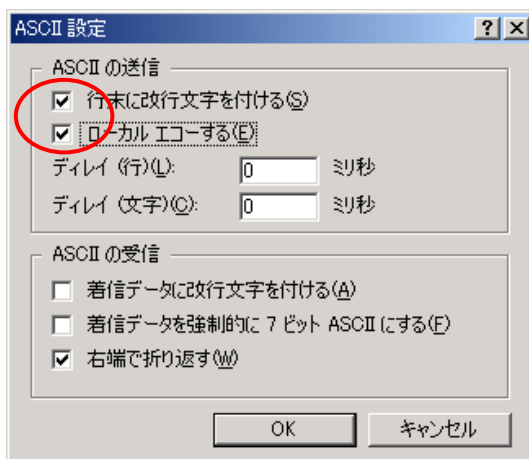 ASCII 設定
ASCII の送信
行末に改行文字を付ける(S)
ローカル エコーする(E)
ディレイ (行)(L): 0 ミリ秒
ディレイ (文字)(C): 0 ミリ秒
ASCII の受信
着信データに改行文字を付ける(A)
着信データを強制的に 7 ビット ASCII にする(F)
右端で折り返す(W)
OK キャンセル